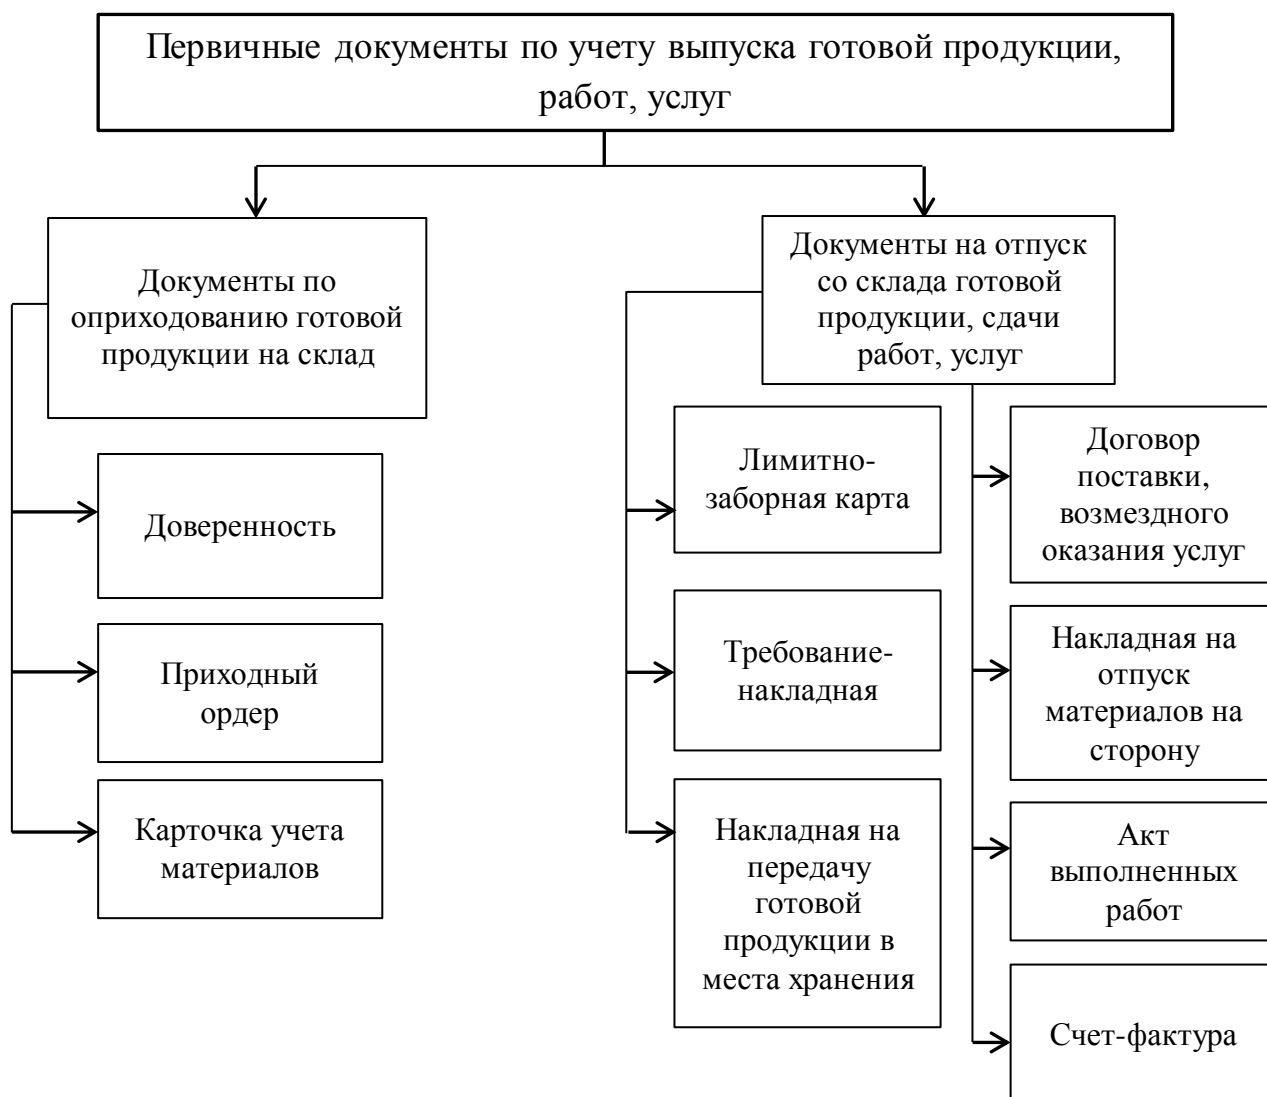 Первичные документы по учету выпуска готовой продукции,
работ, услуг
Документы по
оприходованию готовой
продукции на склад
Доверенность
Приходный
ордер
Карточка учета
материалов
Документы на отпуск
со склада готовой
продукции, сдачи
работ, услуг
Лимитно-
заборная карта
Требование-
накладная
Накладная на
передачу
готовой
продукции в
места хранения
Договор
поставки,
возмездного
оказания услуг
Накладная на
отпуск
материалов на
сторону
Акт
выполненных
работ
Счет-фактура